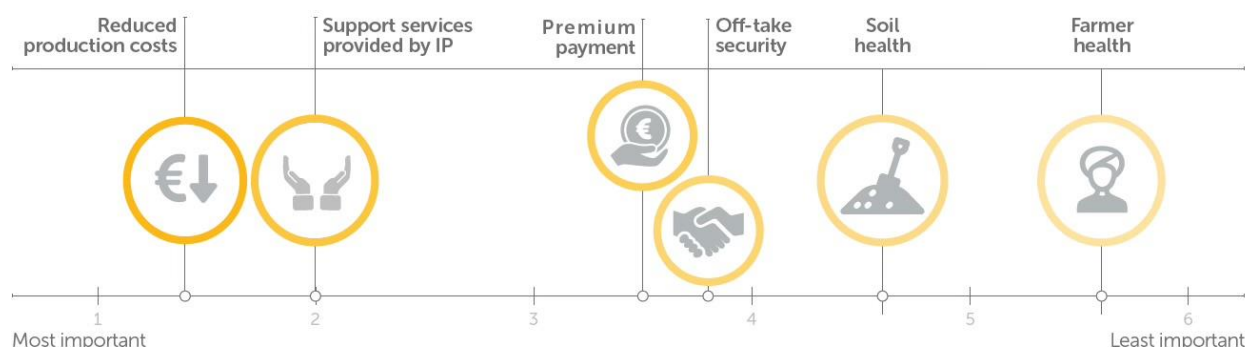 Reduced
production costs
Support services
provided by IP
Premium
payment
Off-take
security
Soil
health
Farmer
health
€
€
1
2
3
4
5
6
Most important
Least important